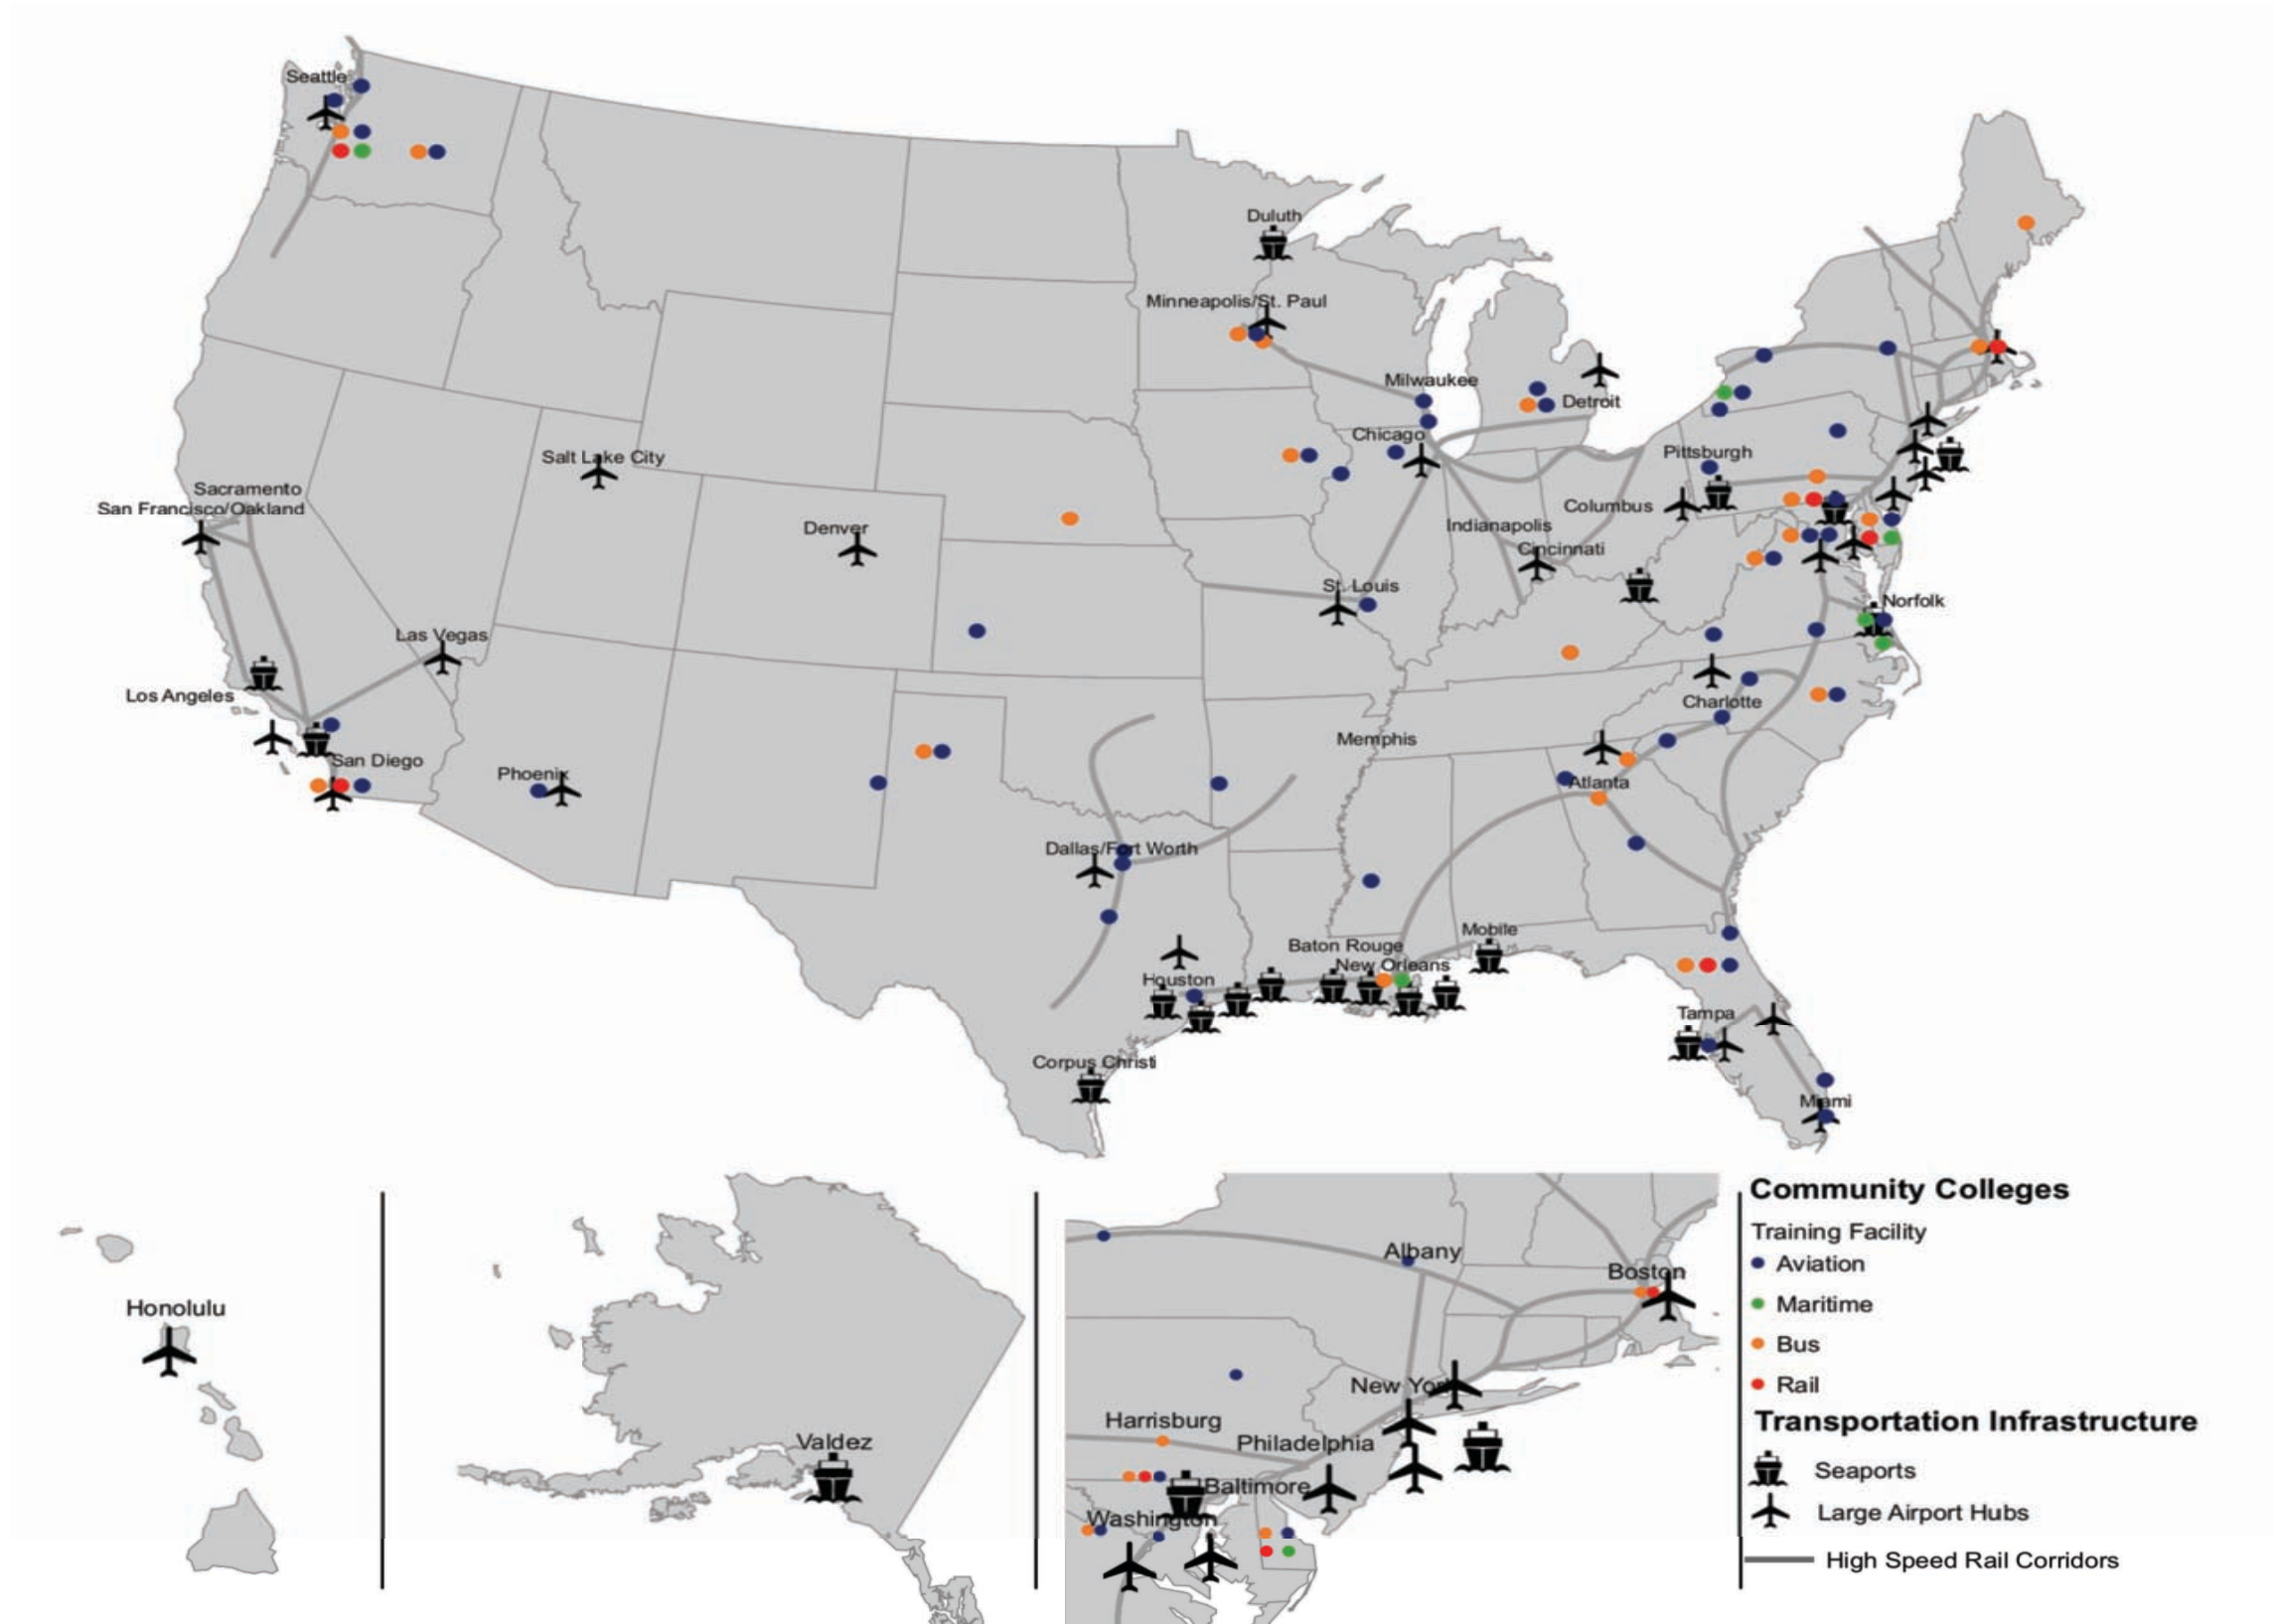 Seattle
Duluth
Minneapolis/St. Paul
Milwaukee
Detroit
Chicago
Pittsburgh
Salt Lake City
Sacramento
San Francisco/Oakland
Columbus
Denver
Indianapolis
Cincinnati
St. Louis
Norfolk
Las Vegas
Los Angeles
Charlotte
Memphis
San Diego
Phoenix
Atlanta
Dallas/Fort Worth
Mobile
Baton Rouge
New Orleans
Houston
Tampa
Corpus Christi
Miami
Honolulu
Valdez
Albany
Boston
New York
Harrisburg
Philadelphia
Baltimore
Washington
Community Colleges
Training Facility
Aviation
Maritime
Bus
Rail
Transportation Infrastructure
Seaports
Large Airport Hubs
High Speed Rail Corridors